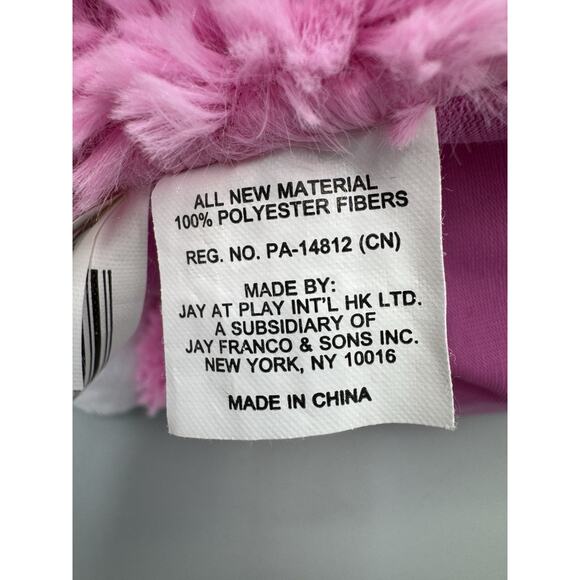 ALL NEW MATERIAL
100% POLYESTER FIBERS
REG. NO. PA-14812 (CN)
MADE BY:
JAY AT PLAY INT'L HK LTD.
A SUBSIDIARY OF
JAY FRANCO & SONS INC.
NEW YORK, NY 10016
MADE IN CHINA